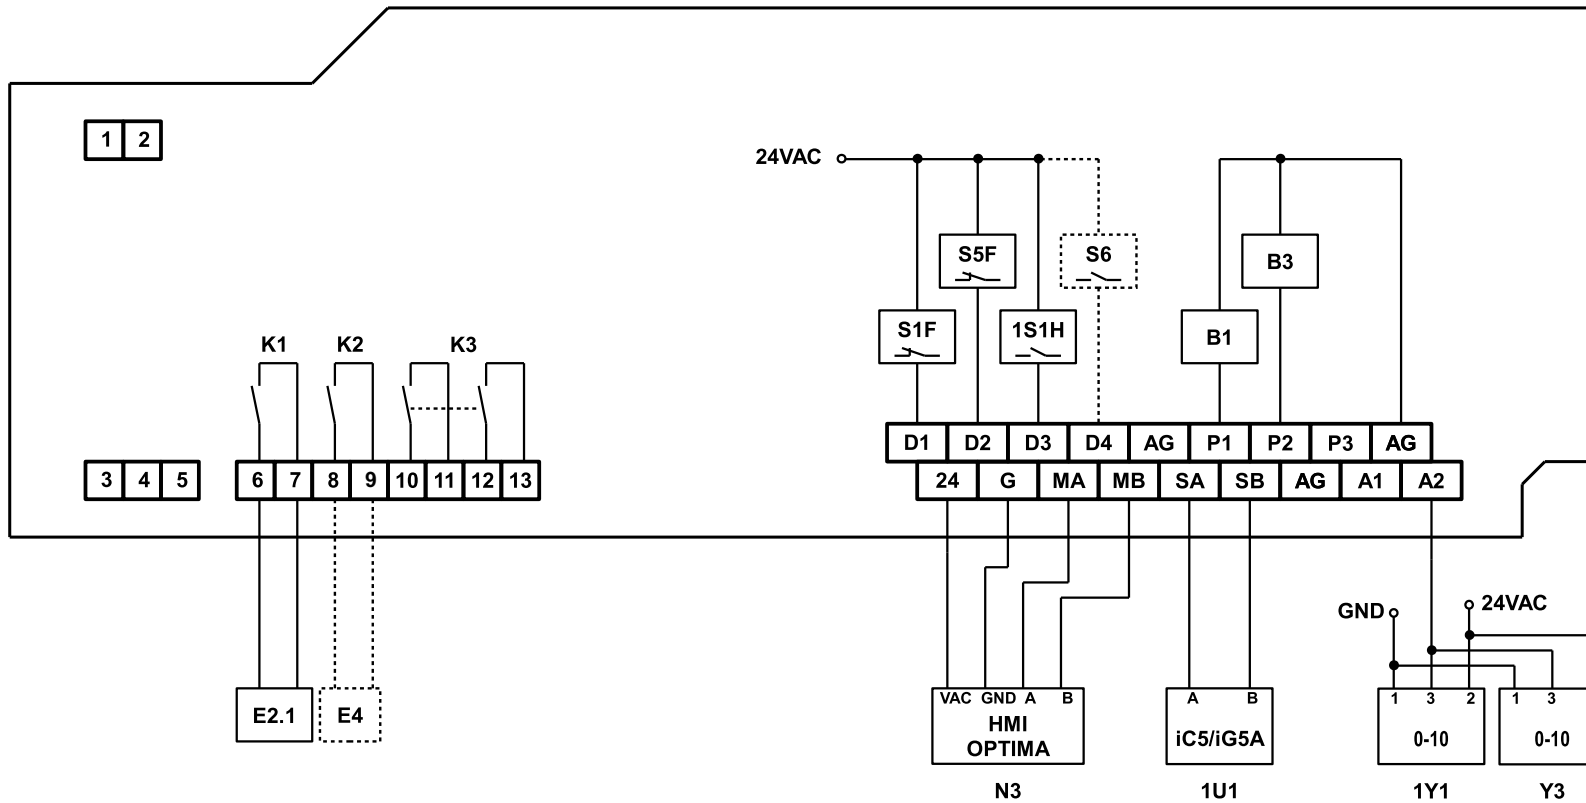 1 2
24VAC
S5F S6
B3
S1F 1S1H
B1
K1 K2 K3
D1 D2 D3 D4 AG P1 P2 P3 AG
3 4 5 6 7 8 9 10 11 12 13
24 G MA MB SA SB AG A1 A2
GND 24VAC
VAC GND A B
A B
1 3 2
1 3
E2.1 E4
HMI
OPTIMA
iC5/iG5A
0-10 0-10
N3 1U1 1Y1 Y3